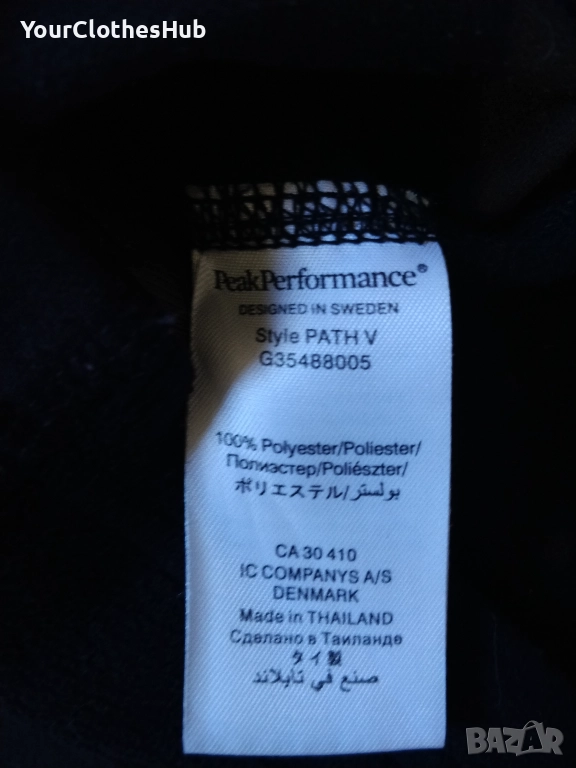 YourClothesHub
PeakPerformance®
DESIGNED IN SWEDEN
Style PATH V
G35488005
100% Polyester/Poliester/
Полиэстер/Poliészter/
ポリエステル/بولستر
CA 30 410
IC COMPANYS A/S
DENMARK
Made in THAILAND
Сделано в Таиланде
タイ製
صنع في تايلاند
BAZAR